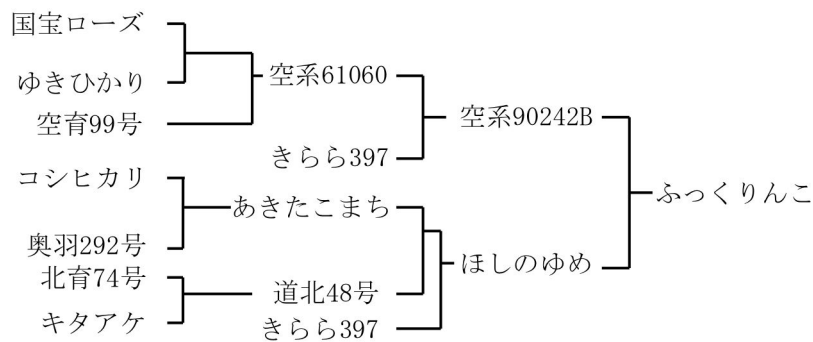 国宝ローズ
ゆきひかり
空系61060
空育99号
空系90242B
きらら397
コシヒカリ
ふっくりんこ
あきたこまち
奥羽292号
ほしのゆめ
北育74号
道北48号
キタアケ
きらら397